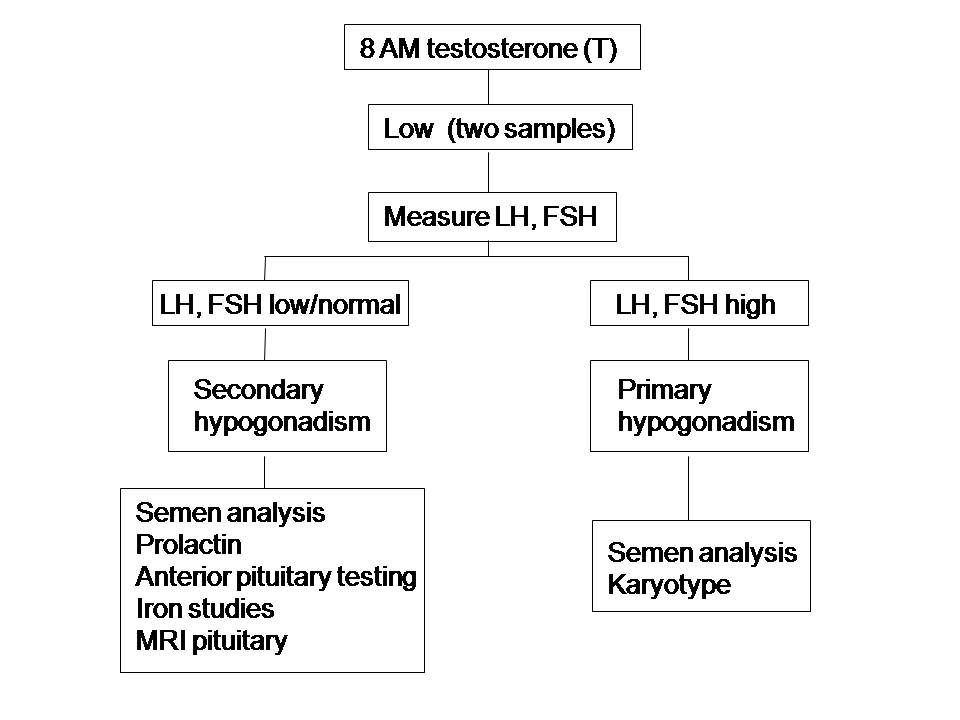 8 AM testosterone (T)
Low (two samples)
Measure LH, FSH
LH, FSH low/normal
LH, FSH high
Secondary
hypogonadism
Primary
hypogonadism
Semen analysis
Prolactin
Anterior pituitary testing
Iron studies
MRI pituitary
Semen analysis
Karyotype